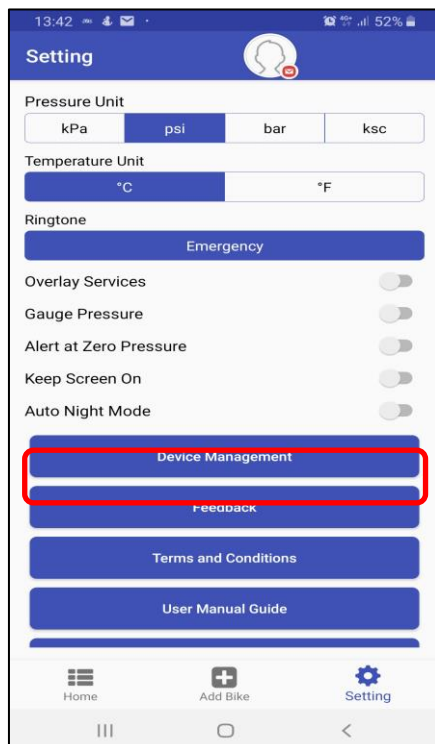 13:42 52%
Setting
Pressure Unit
kPa psi bar ksc
Temperature Unit
°C °F
Ringtone
Emergency
Overlay Services
Gauge Pressure
Alert at Zero Pressure
Keep Screen On
Auto Night Mode
Device Management
Feedback
Terms and Conditions
User Manual Guide
Home Add Bike Setting